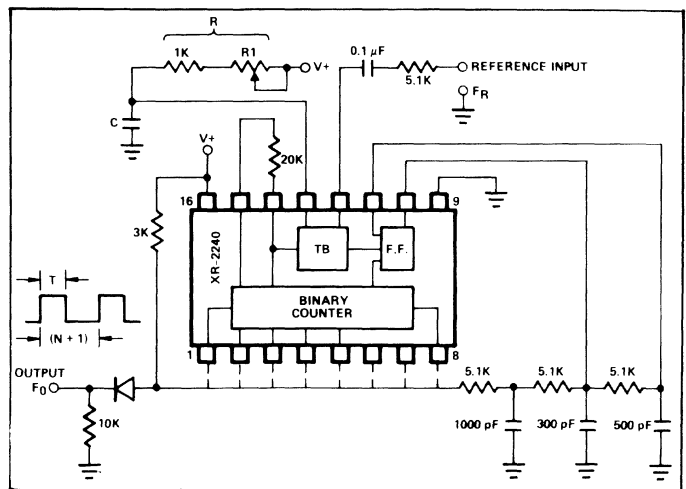 R
1K R1
V+
0.1 µF
5.1K
REFERENCE INPUT
FR
C
V+
20K
16
9
3K
XR-2240
TB
F.F.
BINARY
COUNTER
T
(N + 1)
1
8
OUTPUT
F0
10K
5.1K 5.1K 5.1K
1000 pF 300 pF 500 pF